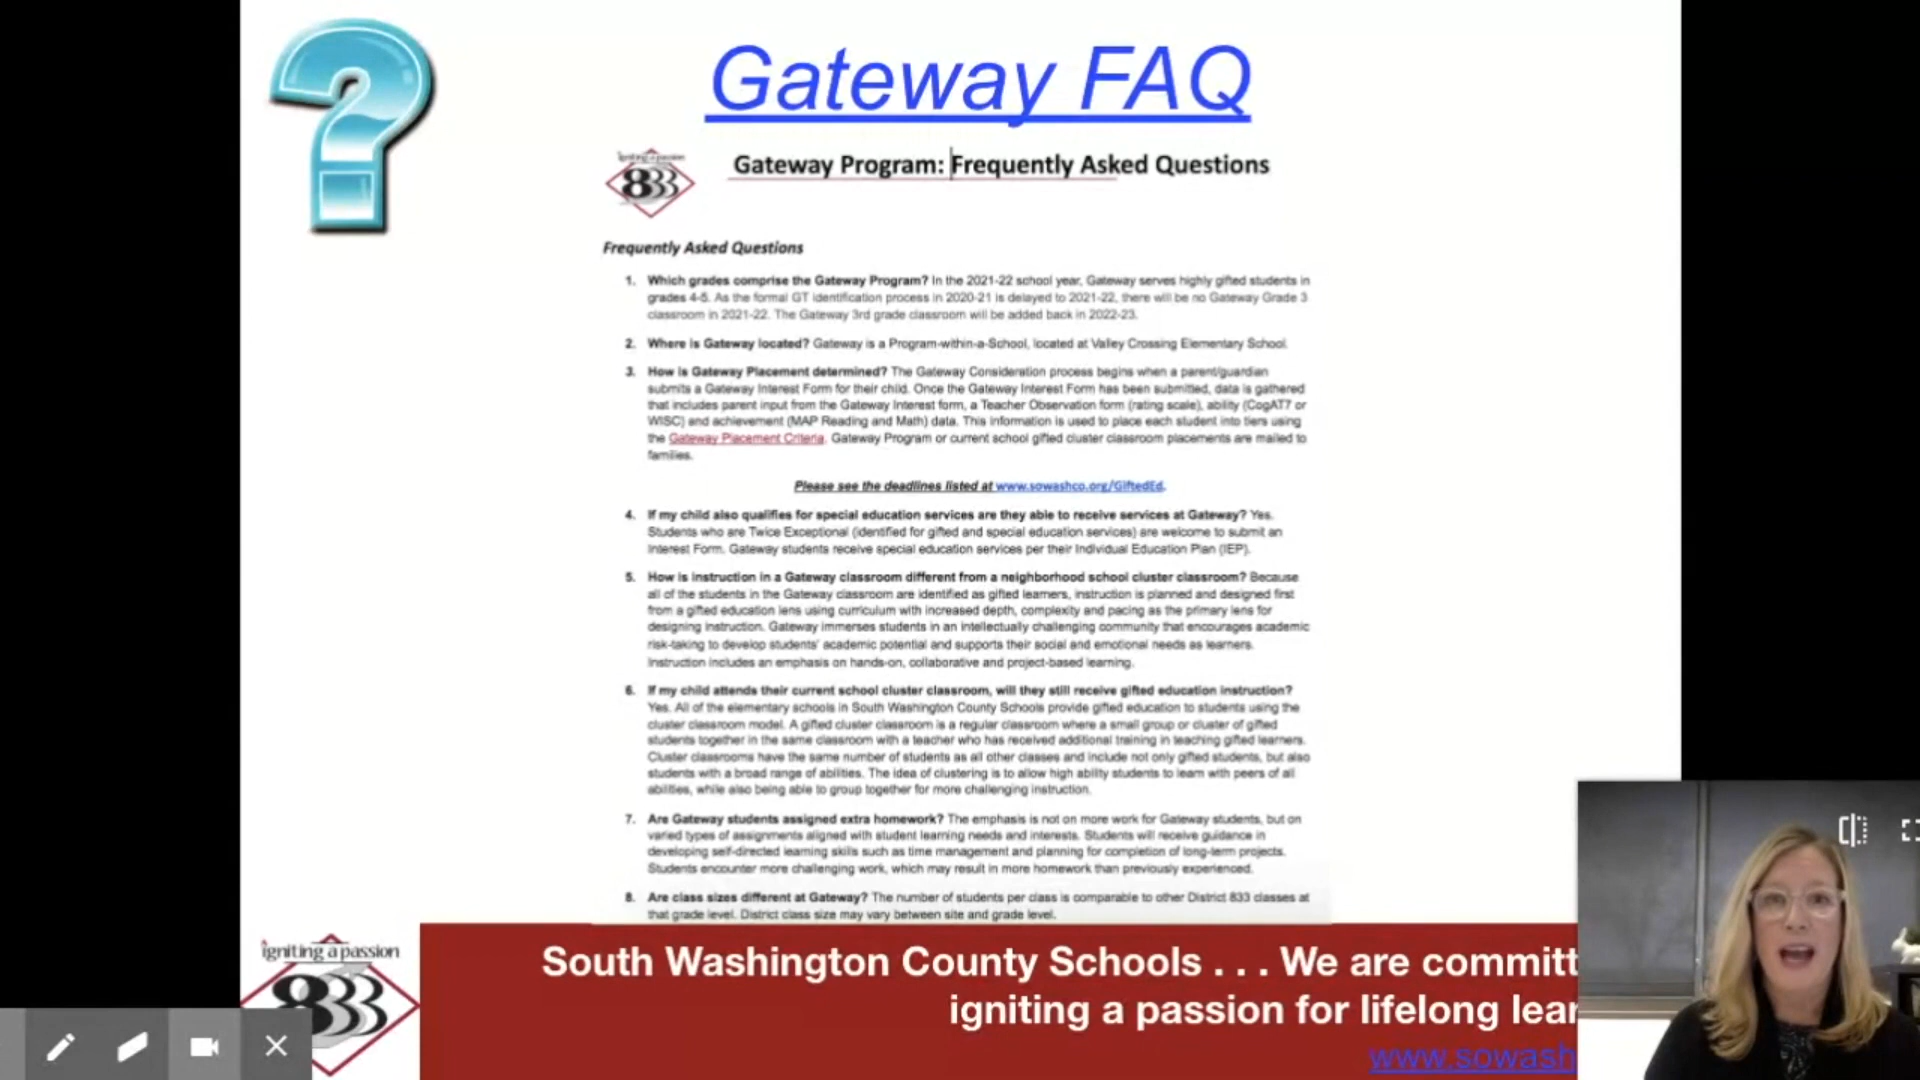 Gateway FAQ
igniting a passion
833
Gateway Program: Frequently Asked Questions
Frequently Asked Questions
1. Which grades comprise the Gateway Program? In the 2021-22 school year, Gateway serves highly gifted students in
grades 4-5. As the formal GT identification process in 2020-21 is delayed to 2021-22, there will be no Gateway Grade 3
classroom in 2021-22. The Gateway 3rd grade classroom will be added back in 2022-23.
2. Where is Gateway located? Gateway is a Program-within-a-School, located at Valley Crossing Elementary School.
3. How is Gateway Placement determined? The Gateway Consideration process begins when a parent/guardian
submits a Gateway Interest Form for their child. Once the Gateway Interest Form has been submitted, data is gathered
that includes parent input from the Gateway Interest form, a Teacher Observation form (rating scale), ability (CogAT7 or
WISC) and achievement (MAP Reading and Math) data. This information is used to place each student into tiers using
the Gateway Placement Criteria. Gateway Program or current school gifted cluster classroom placements are mailed to
families.
Please see the deadlines listed at www.sowashco.org/GiftedEd.
4. If my child also qualifies for special education services are they able to receive services at Gateway? Yes.
Students who are Twice Exceptional (identified for gifted and special education services) are welcome to submit an
Interest Form. Gateway students receive special education services per their Individual Education Plan (IEP).
5. How is instruction in a Gateway classroom different from a neighborhood school cluster classroom? Because
all of the students in the Gateway classroom are identified as gifted learners, instruction is planned and designed first
from a gifted education lens using curriculum with increased depth, complexity and pacing as the primary lens for
designing instruction. Gateway immerses students in an intellectually challenging community that encourages academic
risk-taking to develop students' academic potential and supports their social and emotional needs as learners.
Instruction includes an emphasis on hands-on, collaborative and project-based learning.
6. If my child attends their current school cluster classroom, will they still receive gifted education instruction?
Yes. All of the elementary schools in South Washington County Schools provide gifted education to students using the
cluster classroom model. A gifted cluster classroom is a regular classroom where a small group or cluster of gifted
students together in the same classroom with a teacher who has received additional training in teaching gifted learners.
Cluster classrooms have the same number of students as all other classes and include not only gifted students, but also
students with a broad range of abilities. The idea of clustering is to allow high ability students to learn with peers of all
abilities, while also being able to group together for more challenging instruction.
7. Are Gateway students assigned extra homework? The emphasis is not on more work for Gateway students, but on
varied types of assignments aligned with student learning needs and interests. Students will receive guidance in
developing self-directed learning skills such as time management and planning for completion of long-term projects.
Students encounter more challenging work, which may result in more homework than previously experienced.
8. Are class sizes different at Gateway? The number of students per class is comparable to other District 833 classes at
that grade level. District class size may vary between site and grade level.
igniting a passion
833
South Washington County Schools . . . We are committ
igniting a passion for lifelong lear
www.sowash